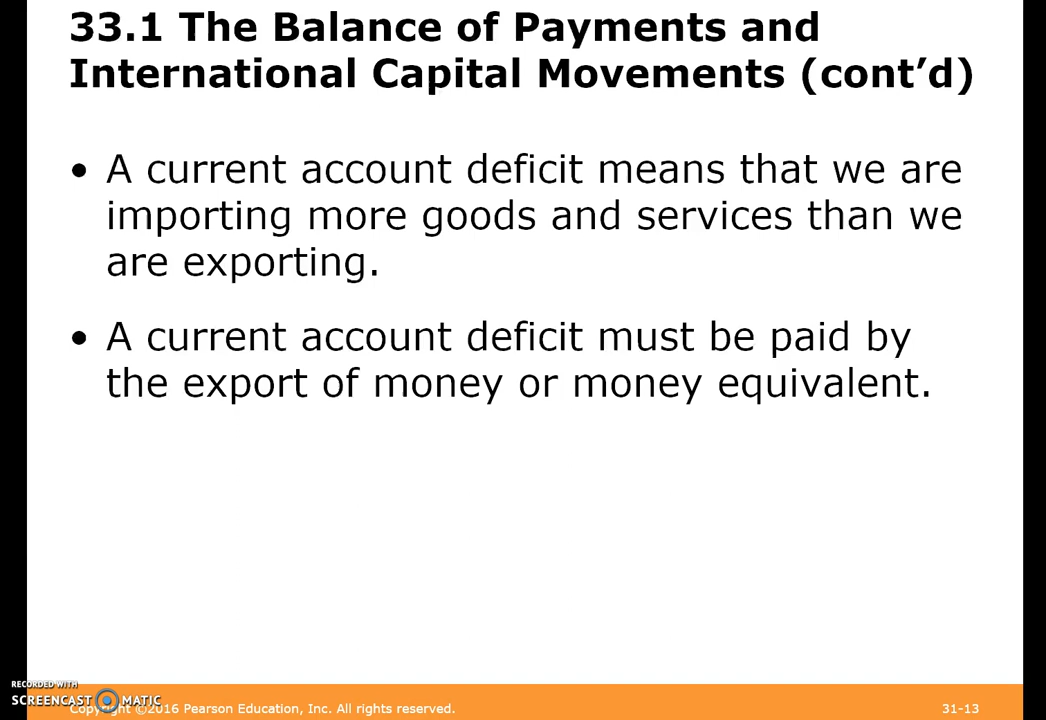 33.1 The Balance of Payments and
International Capital Movements (cont’d)
• A current account deficit means that we are
importing more goods and services than we
are exporting.
• A current account deficit must be paid by
the export of money or money equivalent.
RECORDED WITH
SCREENCAST MATIC
Copyright ©2016 Pearson Education, Inc. All rights reserved.
31-13